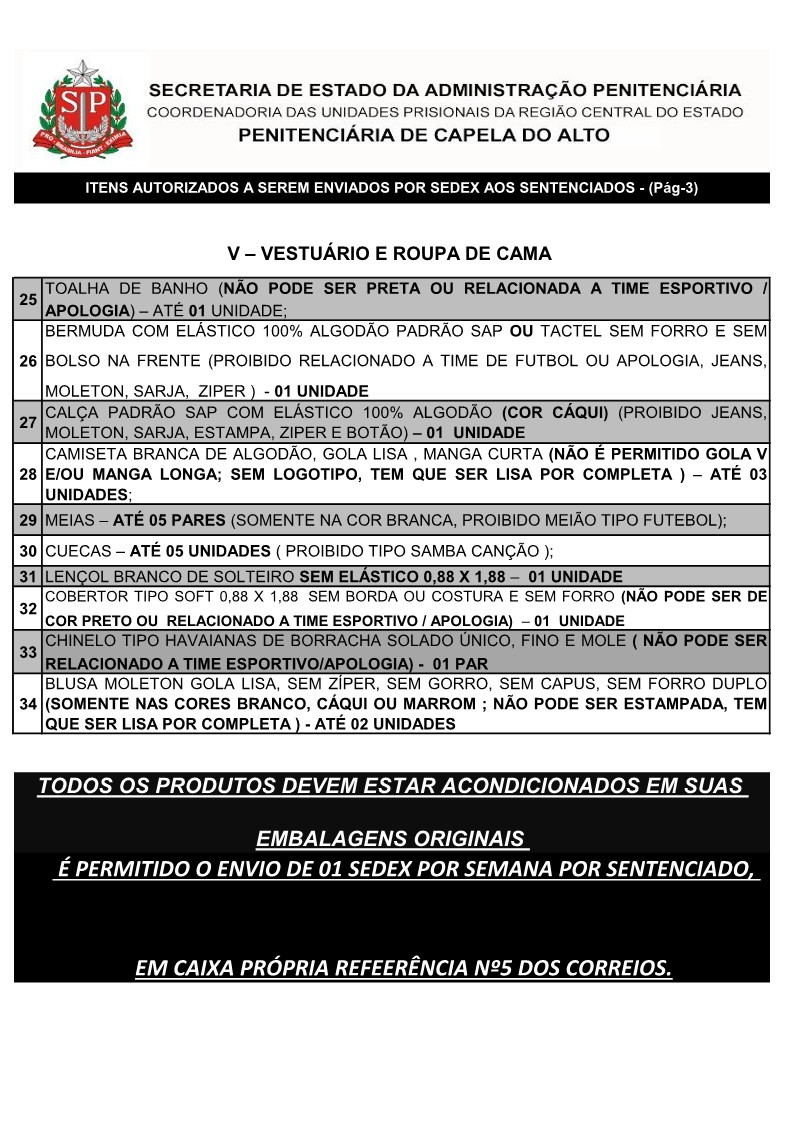 SP
PRO · BRASILIA · FIANT · EXIMIA
SECRETARIA DE ESTADO DA ADMINISTRAÇÃO PENITENCIÁRIA
COORDENADORIA DAS UNIDADES PRISIONAIS DA REGIÃO CENTRAL DO ESTADO
PENITENCIÁRIA DE CAPELA DO ALTO
ITENS AUTORIZADOS A SEREM ENVIADOS POR SEDEX AOS SENTENCIADOS - (Pág-3)
V – VESTUÁRIO E ROUPA DE CAMA
25 TOALHA DE BANHO (NÃO PODE SER PRETA OU RELACIONADA A TIME ESPORTIVO /
APOLOGIA) – ATÉ 01 UNIDADE;
26 BERMUDA COM ELÁSTICO 100% ALGODÃO PADRÃO SAP OU TACTEL SEM FORRO E SEM
BOLSO NA FRENTE (PROIBIDO RELACIONADO A TIME DE FUTBOL OU APOLOGIA, JEANS,
MOLETON, SARJA, ZIPER ) - 01 UNIDADE
27 CALÇA PADRÃO SAP COM ELÁSTICO 100% ALGODÃO (COR CÁQUI) (PROIBIDO JEANS,
MOLETON, SARJA, ESTAMPA, ZIPER E BOTÃO) – 01 UNIDADE
28 CAMISETA BRANCA DE ALGODÃO, GOLA LISA , MANGA CURTA (NÃO É PERMITIDO GOLA V
E/OU MANGA LONGA; SEM LOGOTIPO, TEM QUE SER LISA POR COMPLETA ) – ATÉ 03
UNIDADES;
29 MEIAS – ATÉ 05 PARES (SOMENTE NA COR BRANCA, PROIBIDO MEIÃO TIPO FUTEBOL);
30 CUECAS – ATÉ 05 UNIDADES ( PROIBIDO TIPO SAMBA CANÇÃO );
31 LENÇOL BRANCO DE SOLTEIRO SEM ELÁSTICO 0,88 X 1,88 – 01 UNIDADE
32 COBERTOR TIPO SOFT 0,88 X 1,88 SEM BORDA OU COSTURA E SEM FORRO (NÃO PODE SER DE
COR PRETO OU RELACIONADO A TIME ESPORTIVO / APOLOGIA) – 01 UNIDADE
33 CHINELO TIPO HAVAIANAS DE BORRACHA SOLADO ÚNICO, FINO E MOLE ( NÃO PODE SER
RELACIONADO A TIME ESPORTIVO/APOLOGIA) - 01 PAR
34 BLUSA MOLETON GOLA LISA, SEM ZÍPER, SEM GORRO, SEM CAPUS, SEM FORRO DUPLO
(SOMENTE NAS CORES BRANCO, CÁQUI OU MARROM ; NÃO PODE SER ESTAMPADA, TEM
QUE SER LISA POR COMPLETA ) - ATÉ 02 UNIDADES
TODOS OS PRODUTOS DEVEM ESTAR ACONDICIONADOS EM SUAS
EMBALAGENS ORIGINAIS
É PERMITIDO O ENVIO DE 01 SEDEX POR SEMANA POR SENTENCIADO,
EM CAIXA PRÓPRIA REFEERÊNCIA Nº5 DOS CORREIOS.